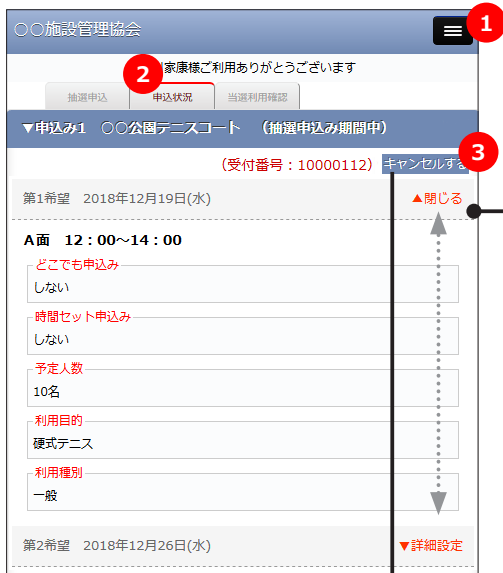 〇〇施設管理協会
1
家康様ご利用ありがとうございます
2
抽選申込
申込状況
当選利用確認
▼申込み1 〇〇公園テニスコート （抽選申込み期間中）
3
（受付番号：10000112）
キャンセルする
第1希望 2018年12月19日(水)
▲閉じる
A面 12：00～14：00
どこでも申込み
しない
時間セット申込み
しない
予定人数
10名
利用目的
硬式テニス
利用種別
一般
第2希望 2018年12月26日(水)
▼詳細設定